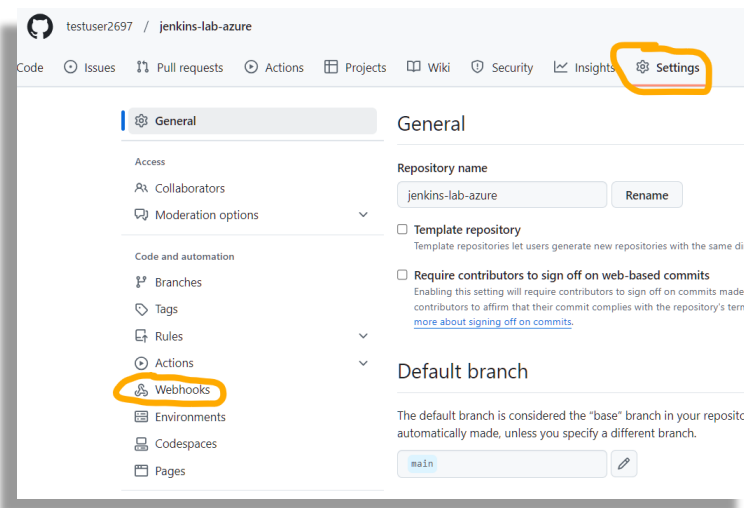 testuser2697 / jenkins-lab-azure
Code Issues Pull requests Actions Projects Wiki Security Insights Settings
General
Access
Collaborators
Moderation options
Code and automation
Branches
Tags
Rules
Actions
Webhooks
Environments
Codespaces
Pages
General
Repository name
jenkins-lab-azure Rename
Template repository
Template repositories let users generate new repositories with the same
Require contributors to sign off on web-based commits
Enabling this setting will require contributors to sign off on commits made
contributors to affirm that their commit complies with the repository's
more about signing off on commits.
Default branch
The default branch is considered the “base” branch in your
automatically made, unless you specify a different branch.
main